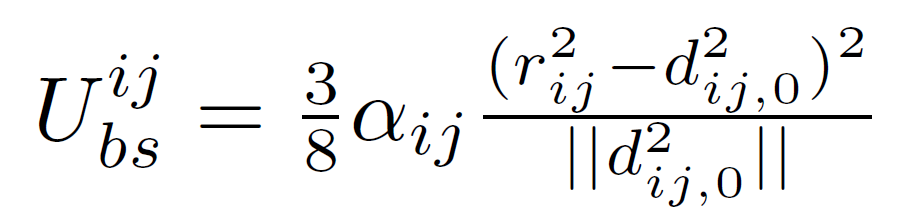 U_{bs}^{ij} = \frac{3}{8} \alpha_{ij} \frac{(r_{ij}^2 - d_{ij,0}^2)^2}{||d_{ij,0}^2||}